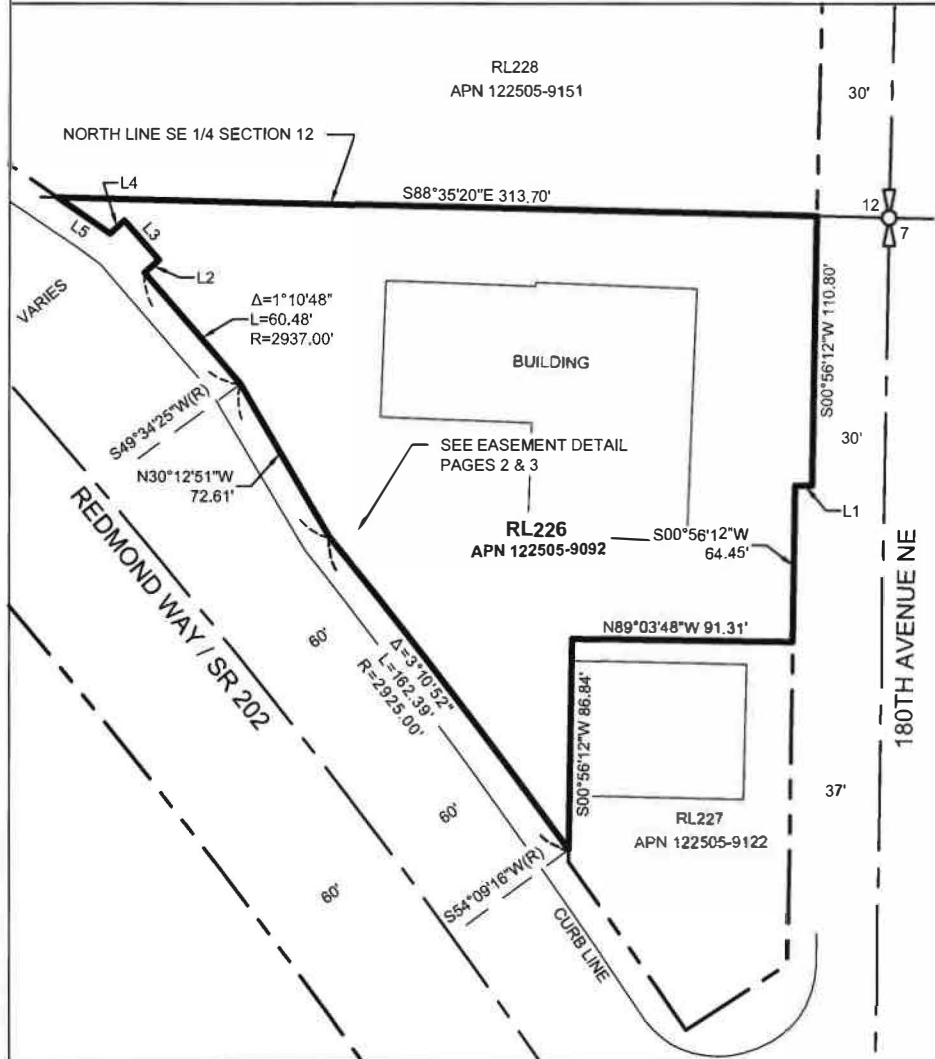 RL228
APN 122505-9151
30'
NORTH LINE SE 1/4 SECTION 12
L4
S88°35'20"E 313.70'
12
7
L5
L3
L2
VARIES
Δ=1°10'48"
L=60.48'
R=2937.00'
BUILDING
S00°56'12"W 110.80'
30'
S49°34'25"W(R)
SEE EASEMENT DETAIL
PAGES 2 & 3
N30°12'51"W
72.61'
L1
RL226
APN 122505-9092
S00°56'12"W
64.45'
REDMOND WAY / SR 202
180TH AVENUE NE
60'
N89°03'48"W 91.31'
Δ=3°10'52"
L=162.39'
R=2925.00'
S00°56'12"W 86.84'
37'
60'
RL227
APN 122505-9122
60'
S54°09'16"W(R)
CURB LINE